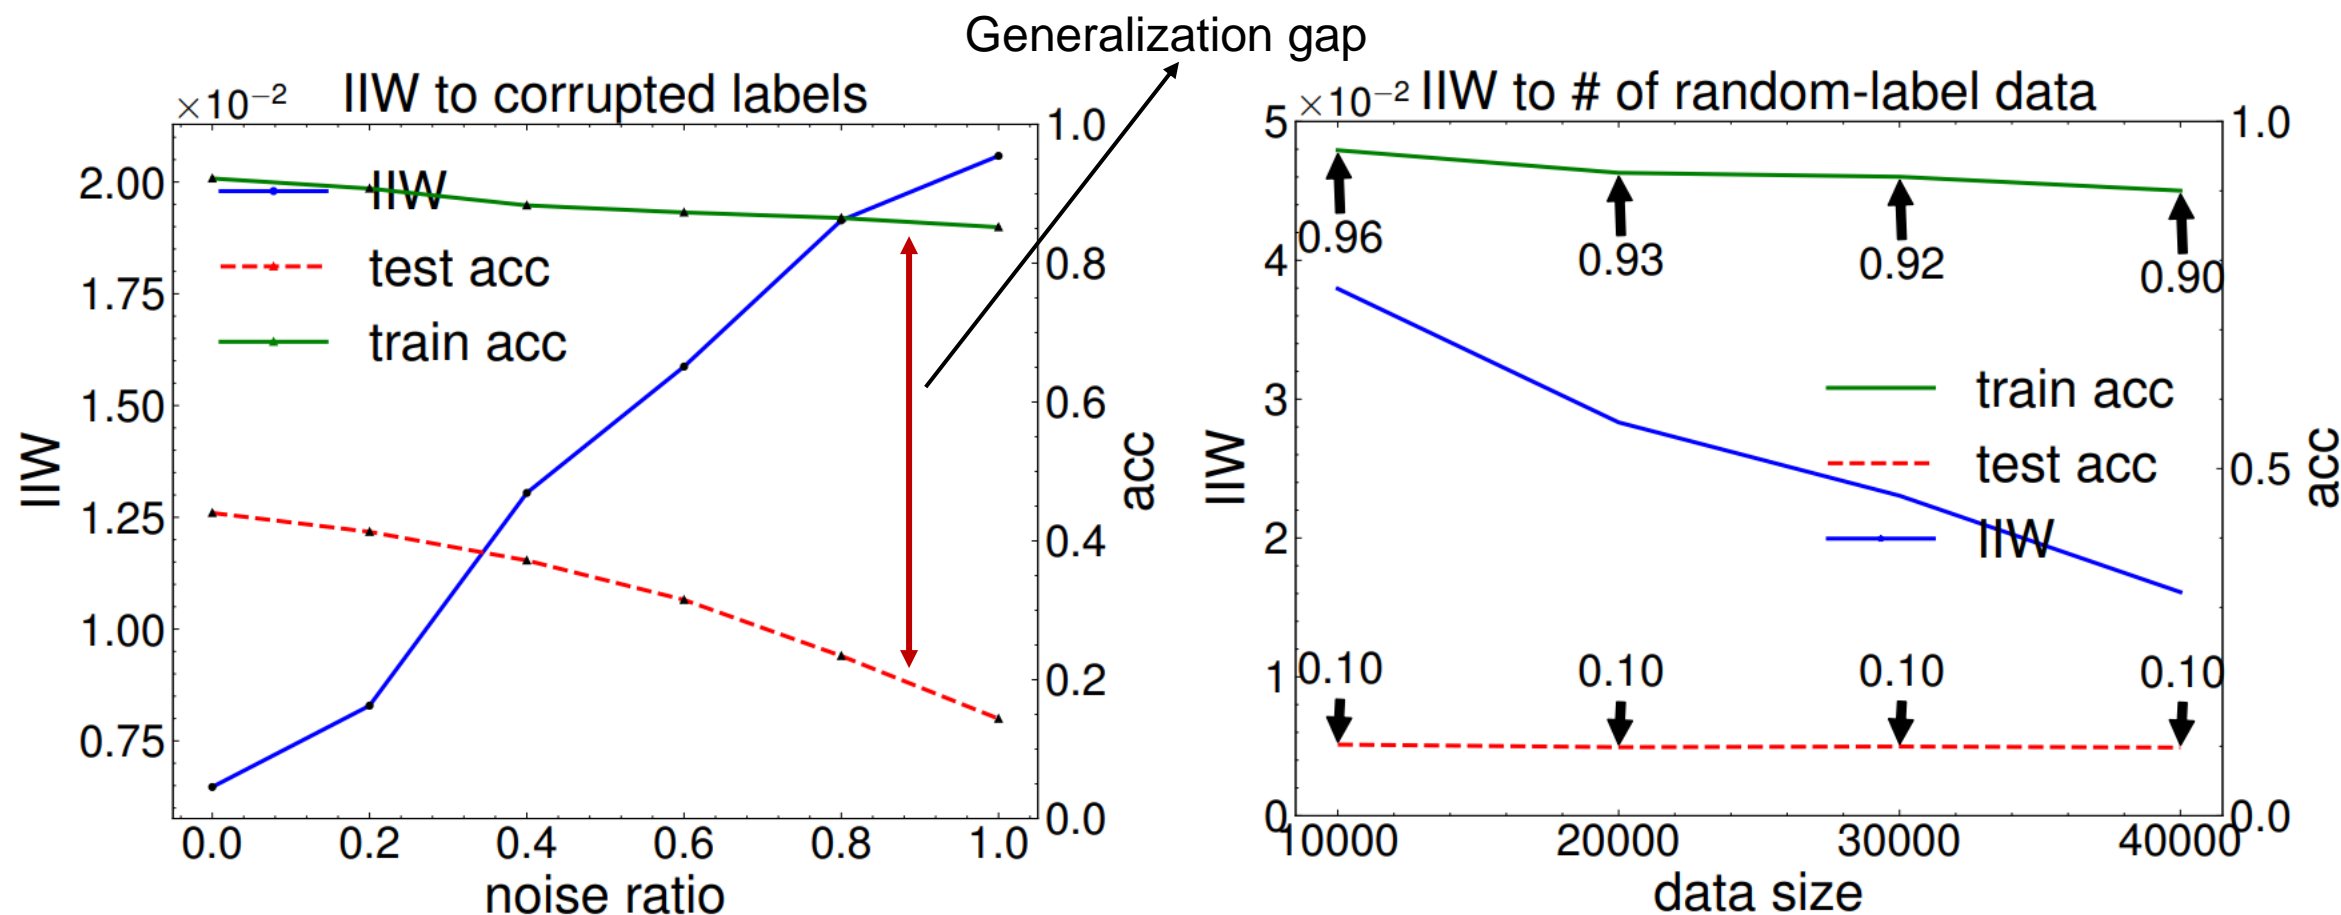 Generalization gap
×10⁻² IIW to corrupted labels
2.00
1.75
1.50
1.25
1.00
0.75
IIW
IIW
test acc
train acc
1.0
0.8
0.6
0.4
0.2
0.0
acc
0.0 0.2 0.4 0.6 0.8 1.0
noise ratio
×10⁻² IIW to # of random-label data
5
4
3
2
1
0
IIW
0.96 0.93 0.92 0.90
train acc
test acc
IIW
0.10 0.10 0.10 0.10
1.0
0.5
0.0
acc
10000 20000 30000 40000
data size